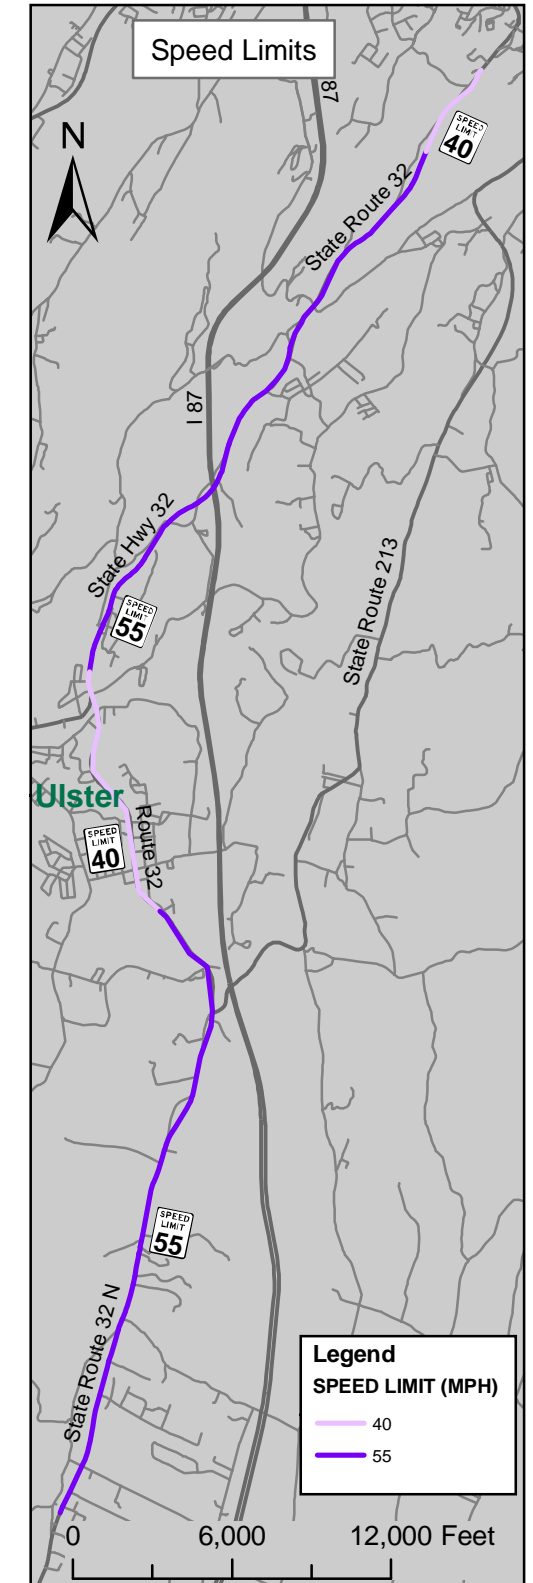 Speed Limits
87
N
SPEED
LIMIT
40
State Route 32
I 87
State Hwy 32
SPEED
LIMIT
55
State Route 213
Ulster
Route 32
SPEED
LIMIT
40
SPEED
LIMIT
55
State Route 32 N
Legend
SPEED LIMIT (MPH)
40
55
0 6,000 12,000 Feet